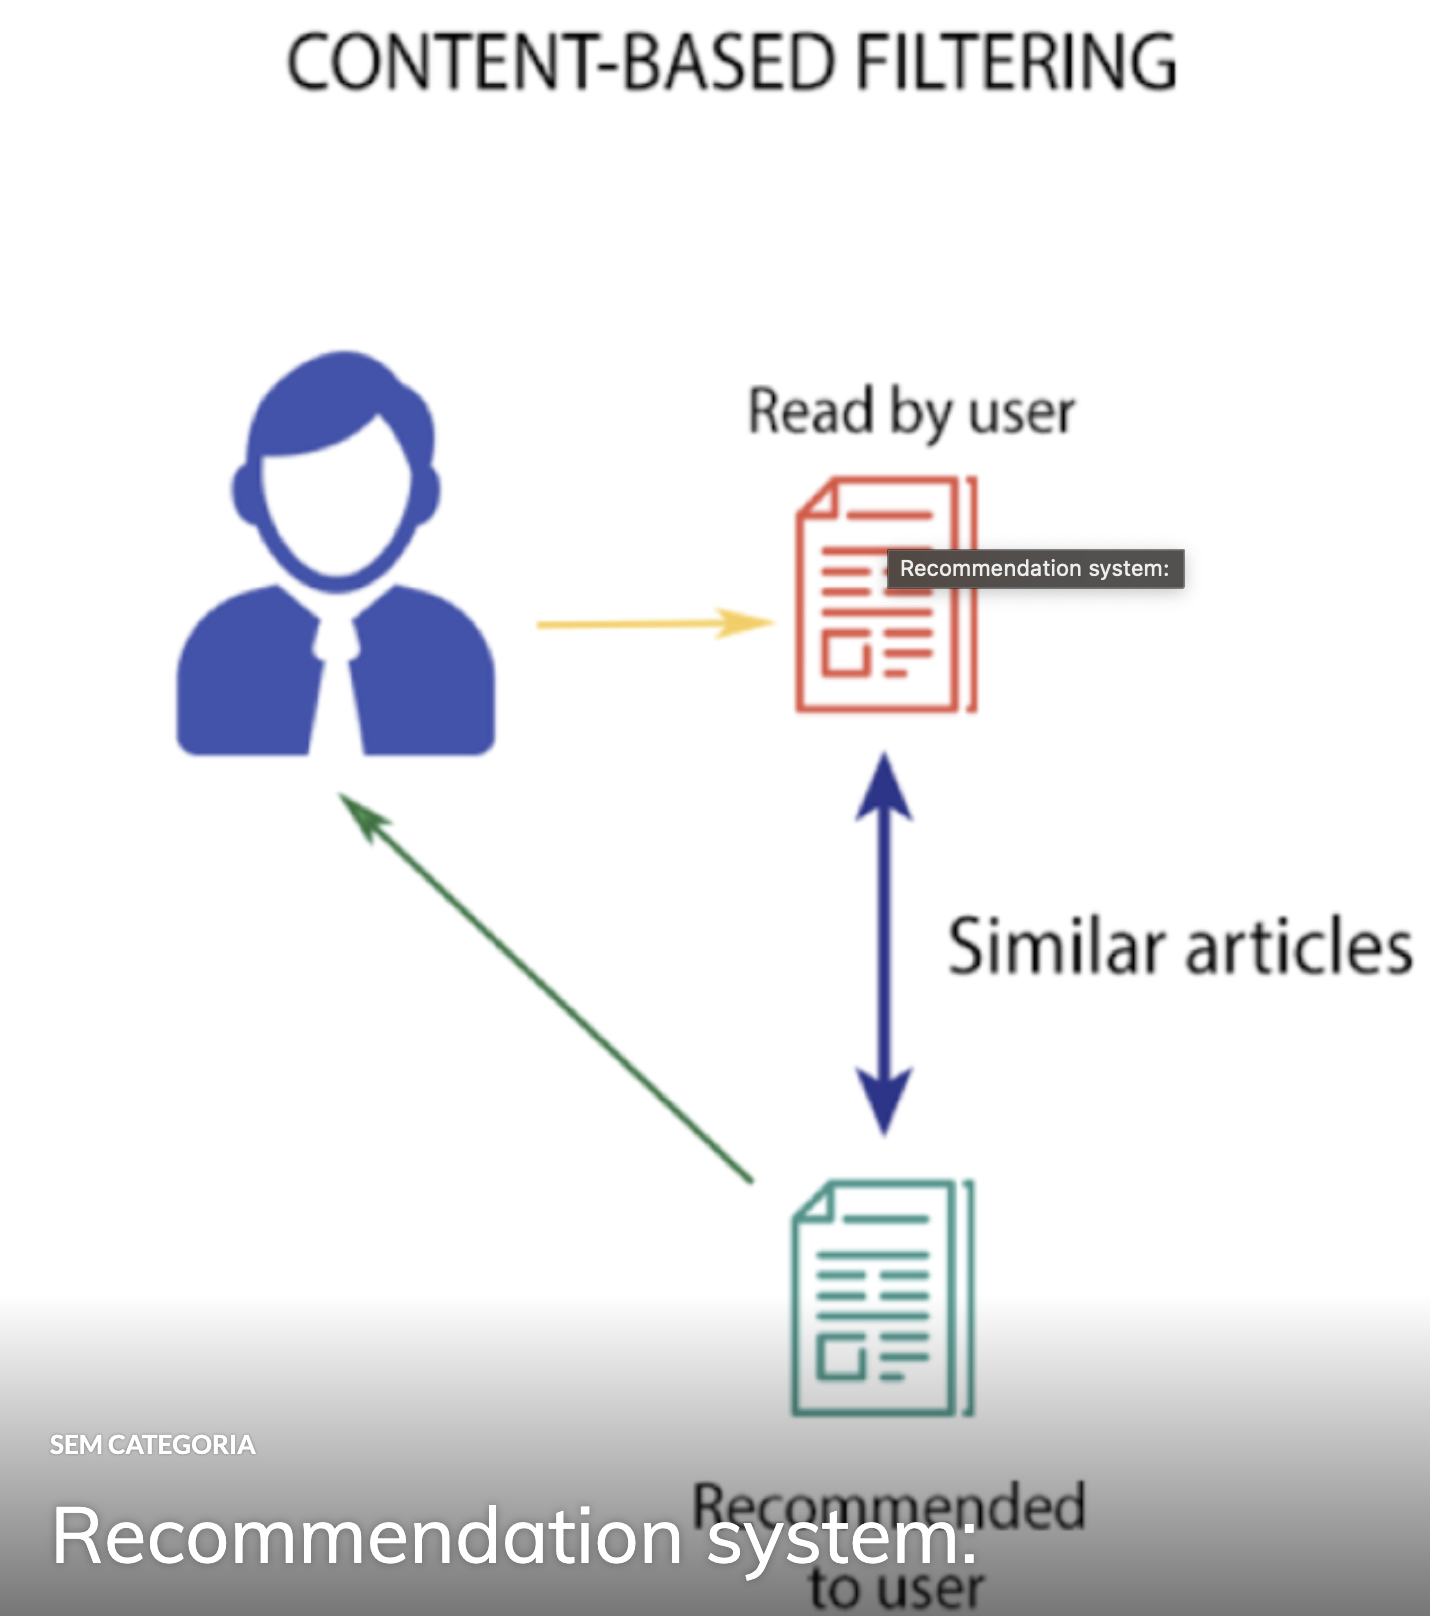 CONTENT-BASED FILTERING
Read by user
Recommendation system:
Similar articles
SEM CATEGORIA
Recommended
Recommendation system:
to user